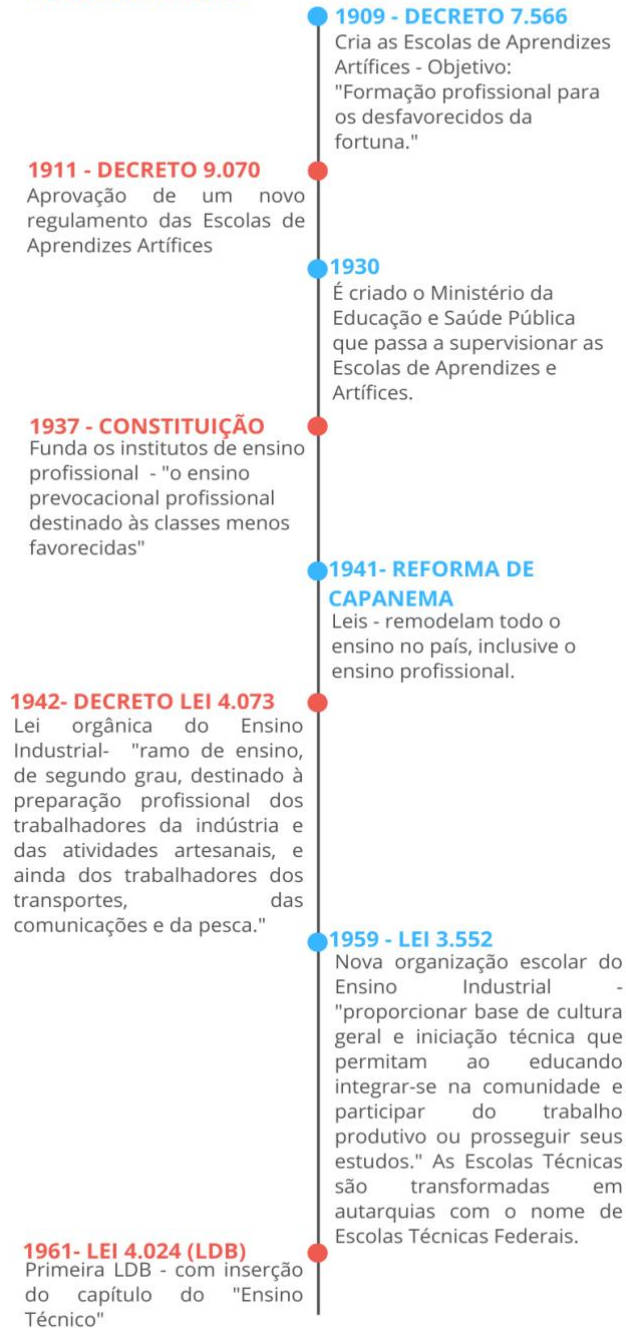 1909 - DECRETO 7.566
Cria as Escolas de Aprendizes
Artífices - Objetivo:
"Formação profissional para
os desfavorecidos da
fortuna."
1911 - DECRETO 9.070
Aprovação de um novo
regulamento das Escolas de
Aprendizes Artífices
1930
É criado o Ministério da
Educação e Saúde Pública
que passa a supervisionar as
Escolas de Aprendizes e
Artífices.
1937 - CONSTITUIÇÃO
Funda os institutos de ensino
profissional - "o ensino
prevocacional profissional
destinado às classes menos
favorecidas"
1941- REFORMA DE
CAPANEMA
Leis - remodelam todo o
ensino no país, inclusive o
ensino profissional.
1942- DECRETO LEI 4.073
Lei orgânica do Ensino
Industrial- "ramo de ensino,
de segundo grau, destinado à
preparação profissional dos
trabalhadores da indústria e
das atividades artesanais, e
ainda dos trabalhadores dos
transportes, das
comunicações e da pesca."
1959 - LEI 3.552
Nova organização escolar do
Ensino Industrial -
"proporcionar base de cultura
geral e iniciação técnica que
permitam ao educando
integrar-se na comunidade e
participar do trabalho
produtivo ou prosseguir seus
estudos." As Escolas Técnicas
são transformadas em
autarquias com o nome de
Escolas Técnicas Federais.
1961- LEI 4.024 (LDB)
Primeira LDB - com inserção
do capítulo do "Ensino
Técnico"